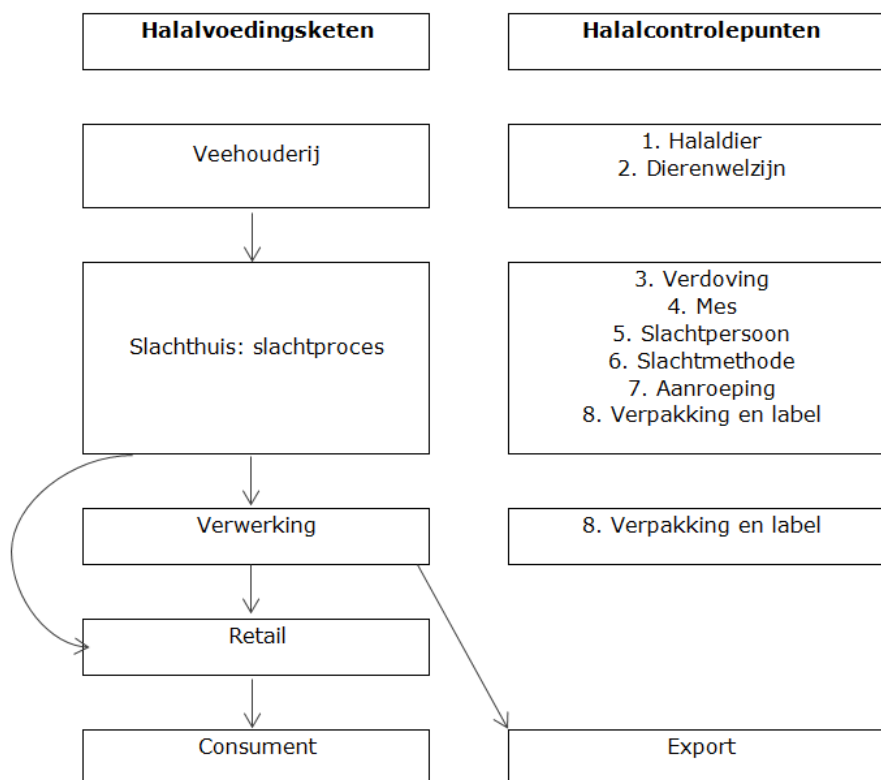 Halalvoedingsketen
Halalcontrolepunten
Veehouderij
1. Halaldier
2. Dierenwelzijn
Slachthuis: slachtproces
3. Verdoving
4. Mes
5. Slachtpersoon
6. Slachtmethode
7. Aanroeping
8. Verpakking en label
Verwerking
8. Verpakking en label
Retail
Consument
Export